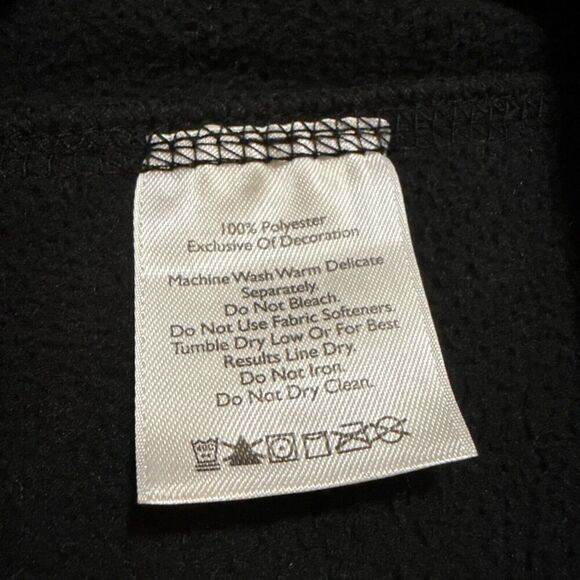 100% Polyester
Exclusive Of Decoration
Machine Wash Warm Delicate
Separately.
Do Not Bleach.
Do Not Use Fabric Softeners.
Tumble Dry Low Or For Best
Results Line Dry.
Do Not Iron.
Do Not Dry Clean.